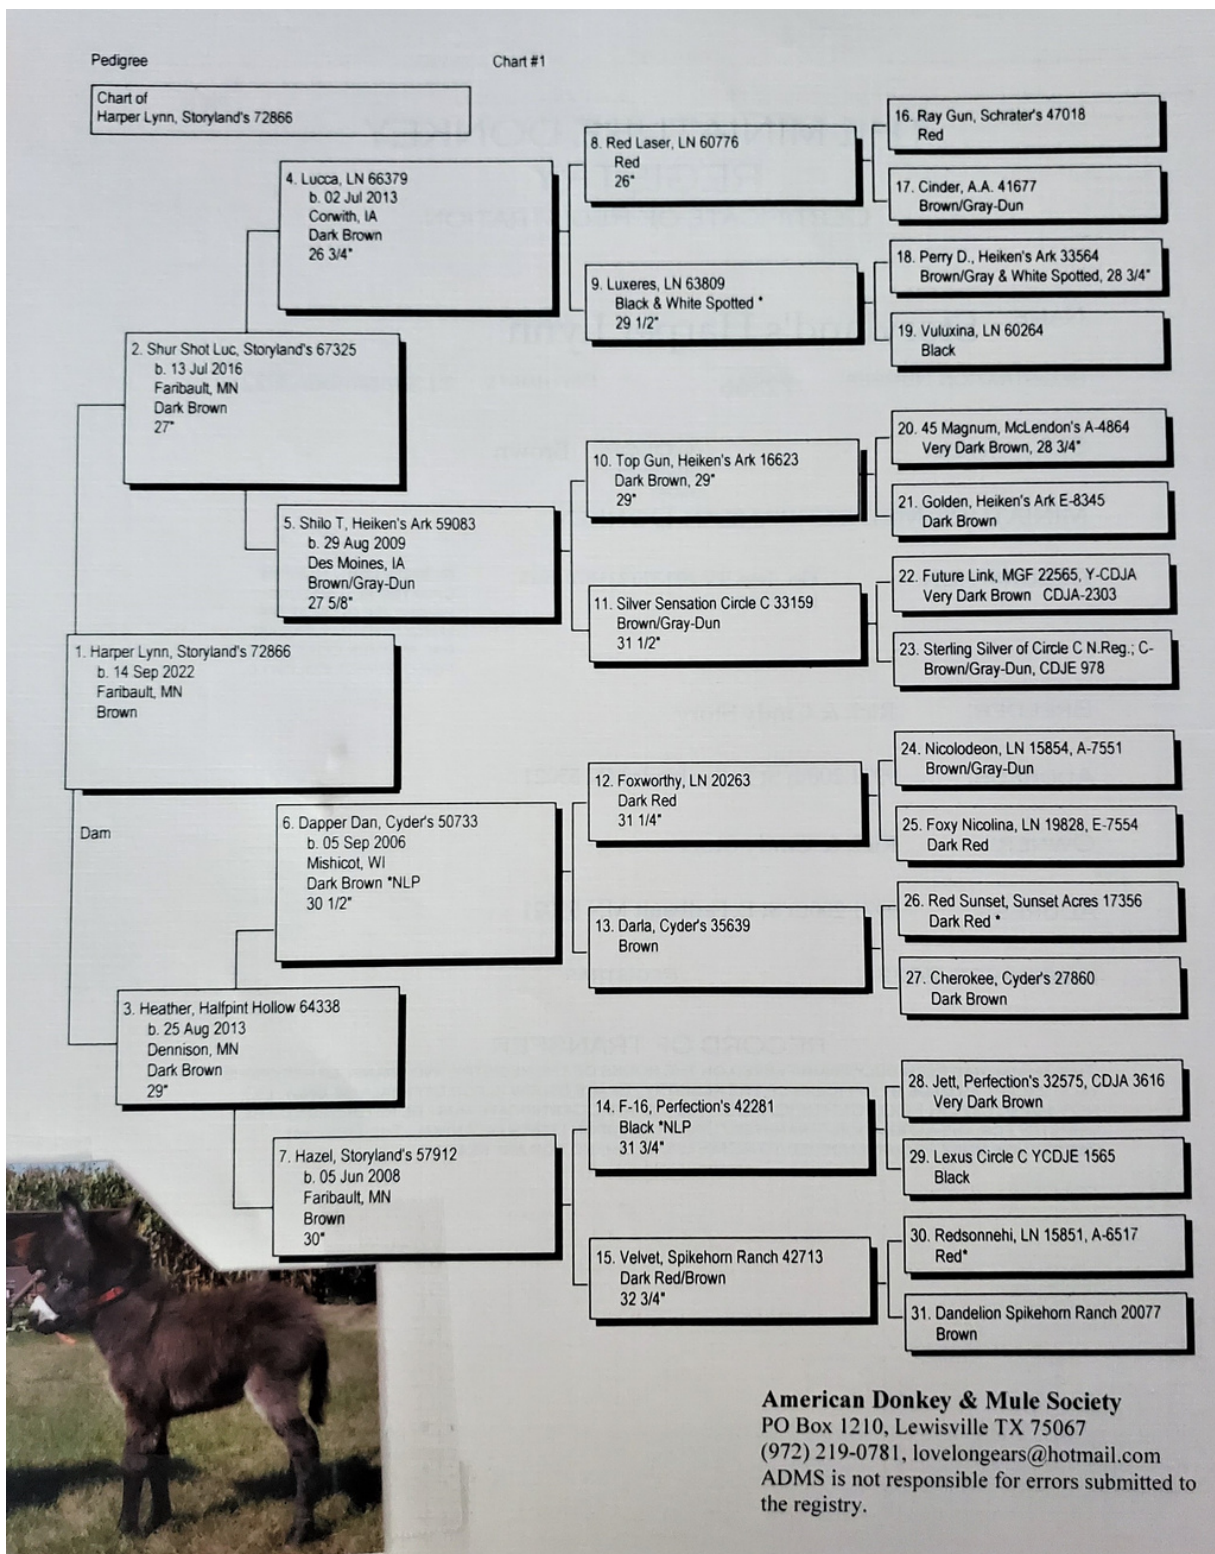 Pedigree
Chart #1
Chart of
Harper Lynn, Storyland's 72866
1. Harper Lynn, Storyland's 72866
b. 14 Sep 2022
Faribault, MN
Brown
Dam
2. Shur Shot Luc, Storyland's 67325
b. 13 Jul 2016
Faribault, MN
Dark Brown
27"
3. Heather, Halfpint Hollow 64338
b. 25 Aug 2013
Dennison, MN
Dark Brown
29"
4. Lucca, LN 66379
b. 02 Jul 2013
Corwith, IA
Dark Brown
26 3/4"
5. Shilo T, Heiken's Ark 59083
b. 29 Aug 2009
Des Moines, IA
Brown/Gray-Dun
27 5/8"
6. Dapper Dan, Cyder's 50733
b. 05 Sep 2006
Mishicot, WI
Dark Brown *NLP
30 1/2"
7. Hazel, Storyland's 57912
b. 05 Jun 2008
Faribault, MN
Brown
30"
8. Red Laser, LN 60776
Red
26"
9. Luxeres, LN 63809
Black & White Spotted *
29 1/2"
10. Top Gun, Heiken's Ark 16623
Dark Brown, 29"
29"
11. Silver Sensation Circle C 33159
Brown/Gray-Dun
31 1/2"
12. Foxworthy, LN 20263
Dark Red
31 1/4"
13. Darla, Cyder's 35639
Brown
14. F-16, Perfection's 42281
Black *NLP
31 3/4"
15. Velvet, Spikehorn Ranch 42713
Dark Red/Brown
32 3/4"
16. Ray Gun, Schrater's 47018
Red
17. Cinder, A.A. 41677
Brown/Gray-Dun
18. Perry D., Heiken's Ark 33564
Brown/Gray & White Spotted, 28 3/4"
19. Vuluxina, LN 60264
Black
20. 45 Magnum, McLendon's A-4864
Very Dark Brown, 28 3/4"
21. Golden, Heiken's Ark E-8345
Dark Brown
22. Future Link, MGF 22565, Y-CDJA
Very Dark Brown CDJA-2303
23. Sterling Silver of Circle C N.Reg.; C-
Brown/Gray-Dun, CDJE 978
24. Nicolodeon, LN 15854, A-7551
Brown/Gray-Dun
25. Foxy Nicolina, LN 19828, E-7554
Dark Red
26. Red Sunset, Sunset Acres 17356
Dark Red *
27. Cherokee, Cyder's 27860
Dark Brown
28. Jett, Perfection's 32575, CDJA 3616
Very Dark Brown
29. Lexus Circle C YCDJE 1565
Black
30. Redsonnehi, LN 15851, A-6517
Red*
31. Dandelion Spikehorn Ranch 20077
Brown
American Donkey & Mule Society
PO Box 1210, Lewisville TX 75067
(972) 219-0781, lovelongears@hotmail.com
ADMS is not responsible for errors submitted to
the registry.